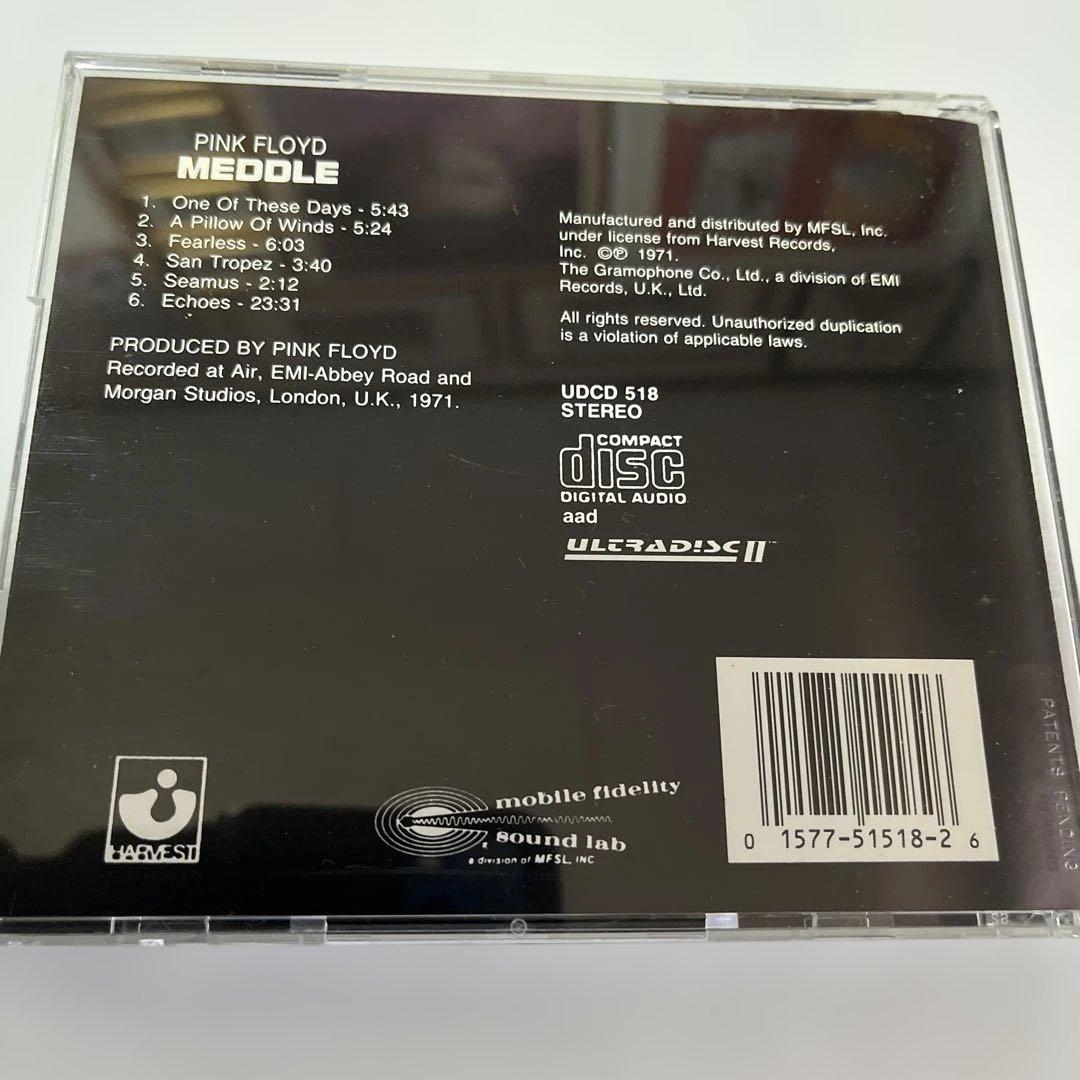 PINK FLOYD
MEDDLE
1. One Of These Days - 5:43
2. A Pillow Of Winds - 5:24
3. Fearless - 6:03
4. San Tropez - 3:40
5. Seamus - 2:12
6. Echoes - 23:31
PRODUCED BY PINK FLOYD
Recorded at Air, EMI-Abbey Road and
Morgan Studios, London, U.K., 1971.
Manufactured and distributed by MFSL, Inc.
under license from Harvest Records,
Inc. ©℗ 1971.
The Gramophone Co., Ltd., a division of EMI
Records, U.K., Ltd.
All rights reserved. Unauthorized duplication
is a violation of applicable laws.
UDCD 518
STEREO
COMPACT
disc
DIGITAL AUDIO
aad
ULTRADISC II™
HARVEST
mobile fidelity
sound lab
a division of MFSL, INC
0 1577-51518-2 6
PATENTS PENDING